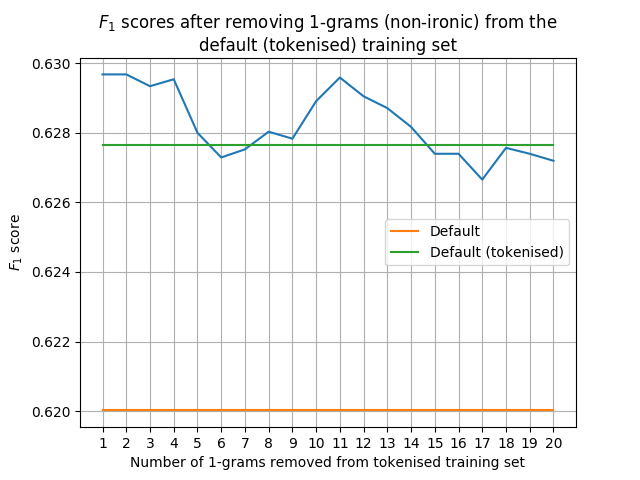 F₁ scores after removing 1-grams (non-ironic) from the
default (tokenised) training set
0.630
0.628
0.626
0.624
0.622
0.620
F₁ score
Default
Default (tokenised)
1 2 3 4 5 6 7 8 9 10 11 12 13 14 15 16 17 18 19 20
Number of 1-grams removed from tokenised training set